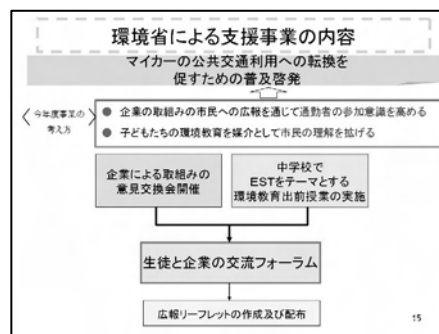 環境省による支援事業の内容
マイカーの公共交通利用への転換を
促すための普及啓発
今年度事業の
考え方
● 企業の取組みの市民への広報を通じて通勤者の参加意識を高める
● 子どもたちの環境教育を媒介として市民の理解を拡げる
企業による取組みの
意見交換会開催
中学校で
ESTをテーマとする
環境教育出前授業の実施
生徒と企業の交流フォーラム
広報リーフレットの作成及び配布
15